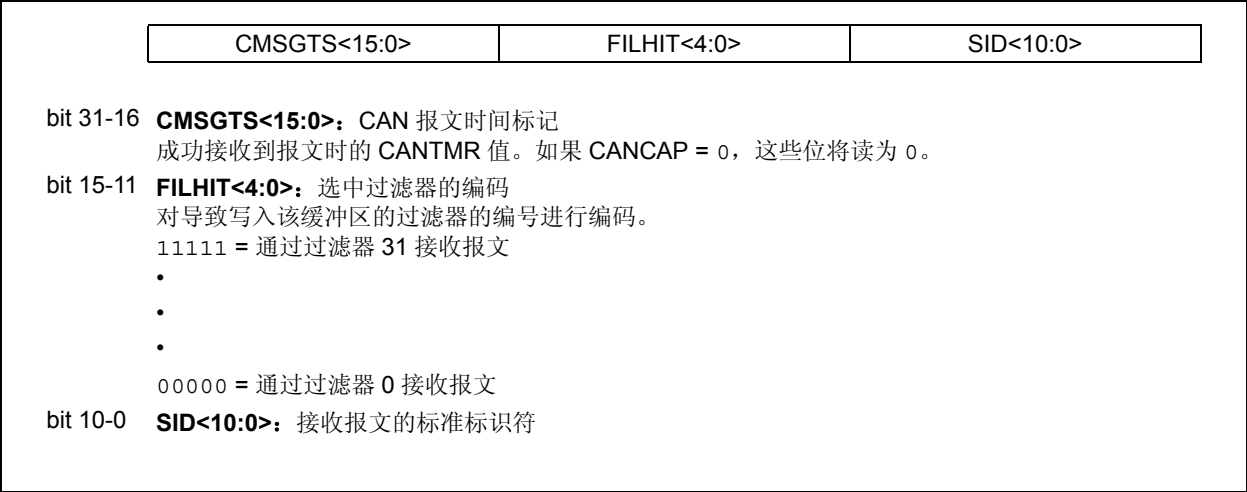 CMSGTS<15:0> FILHIT<4:0> SID<10:0>
bit 31-16 CMSGTS<15:0>：CAN 报文时间标记
成功接收到报文时的 CANTMR 值。如果 CANCAP = 0，这些位将读为 0。
bit 15-11 FILHIT<4:0>：选中过滤器的编码
对导致写入该缓冲区的过滤器的编号进行编码。
11111 = 通过过滤器 31 接收报文
•
•
•
00000 = 通过过滤器 0 接收报文
bit 10-0 SID<10:0>：接收报文的标准标识符